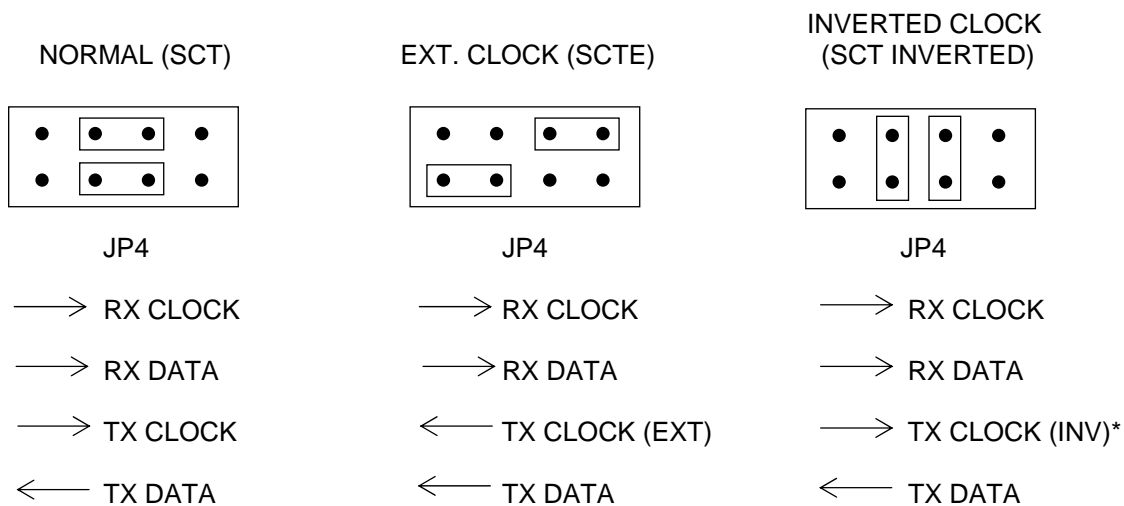 NORMAL (SCT)
EXT. CLOCK (SCTE)
INVERTED CLOCK
(SCT INVERTED)
JP4
JP4
JP4
RX CLOCK
RX CLOCK
RX CLOCK
RX DATA
RX DATA
RX DATA
TX CLOCK
TX CLOCK (EXT)
TX CLOCK (INV)*
TX DATA
TX DATA
TX DATA